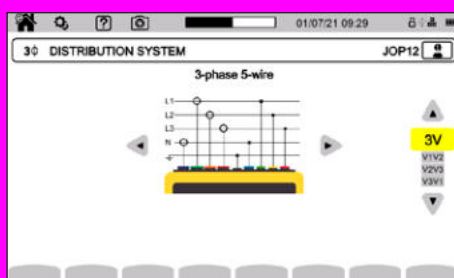 01/07/21 09:29
3Φ DISTRIBUTION SYSTEM JOP12
3-phase 5-wire
L1
L2
L3
N
3V
V1V2
V2V3
V3V1